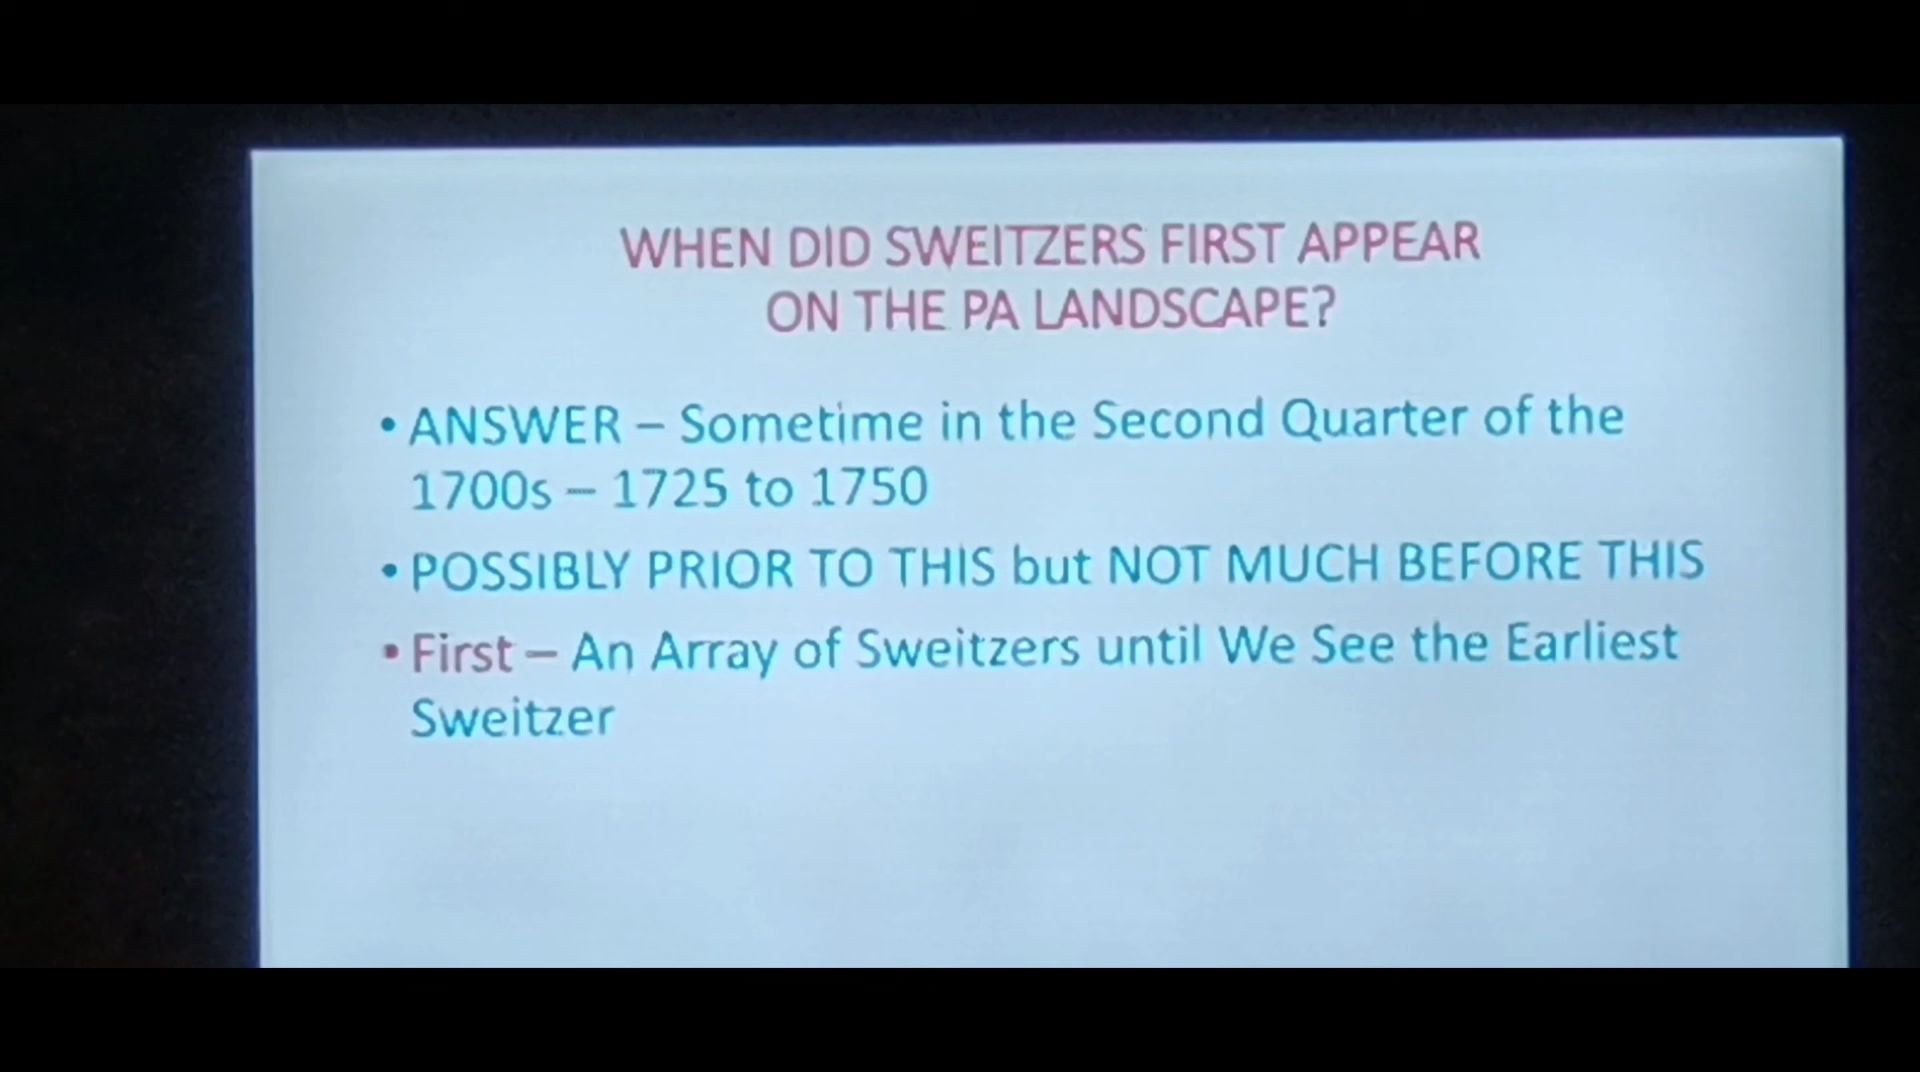 WHEN DID SWEITZERS FIRST APPEAR
ON THE PA LANDSCAPE?
• ANSWER – Sometime in the Second Quarter of the
1700s – 1725 to 1750
• POSSIBLY PRIOR TO THIS but NOT MUCH BEFORE THIS
• First – An Array of Sweitzers until We See the Earliest
Sweitzer